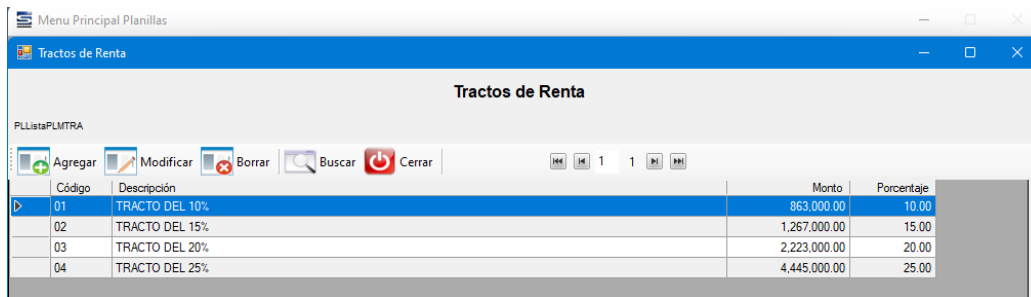 Menu Principal Planillas
Tractos de Renta
Tractos de Renta
PLListaPLMTRA
Agregar Modificar Borrar Buscar Cerrar 1 1
Código Descripción Monto Porcentaje
01 TRACTO DEL 10% 863,000.00 10.00
02 TRACTO DEL 15% 1,267,000.00 15.00
03 TRACTO DEL 20% 2,223,000.00 20.00
04 TRACTO DEL 25% 4,445,000.00 25.00